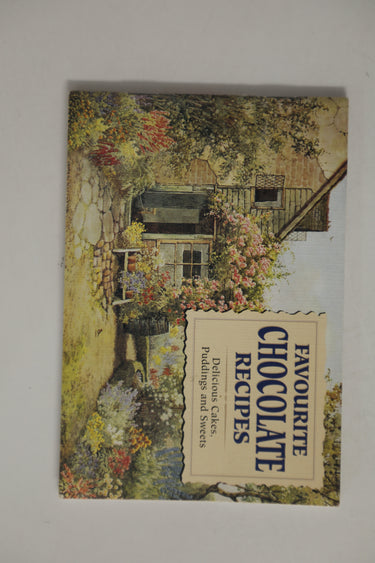 FAVOURITE
CHOCOLATE
RECIPES
Delicious Cakes,
Puddings and Sweets